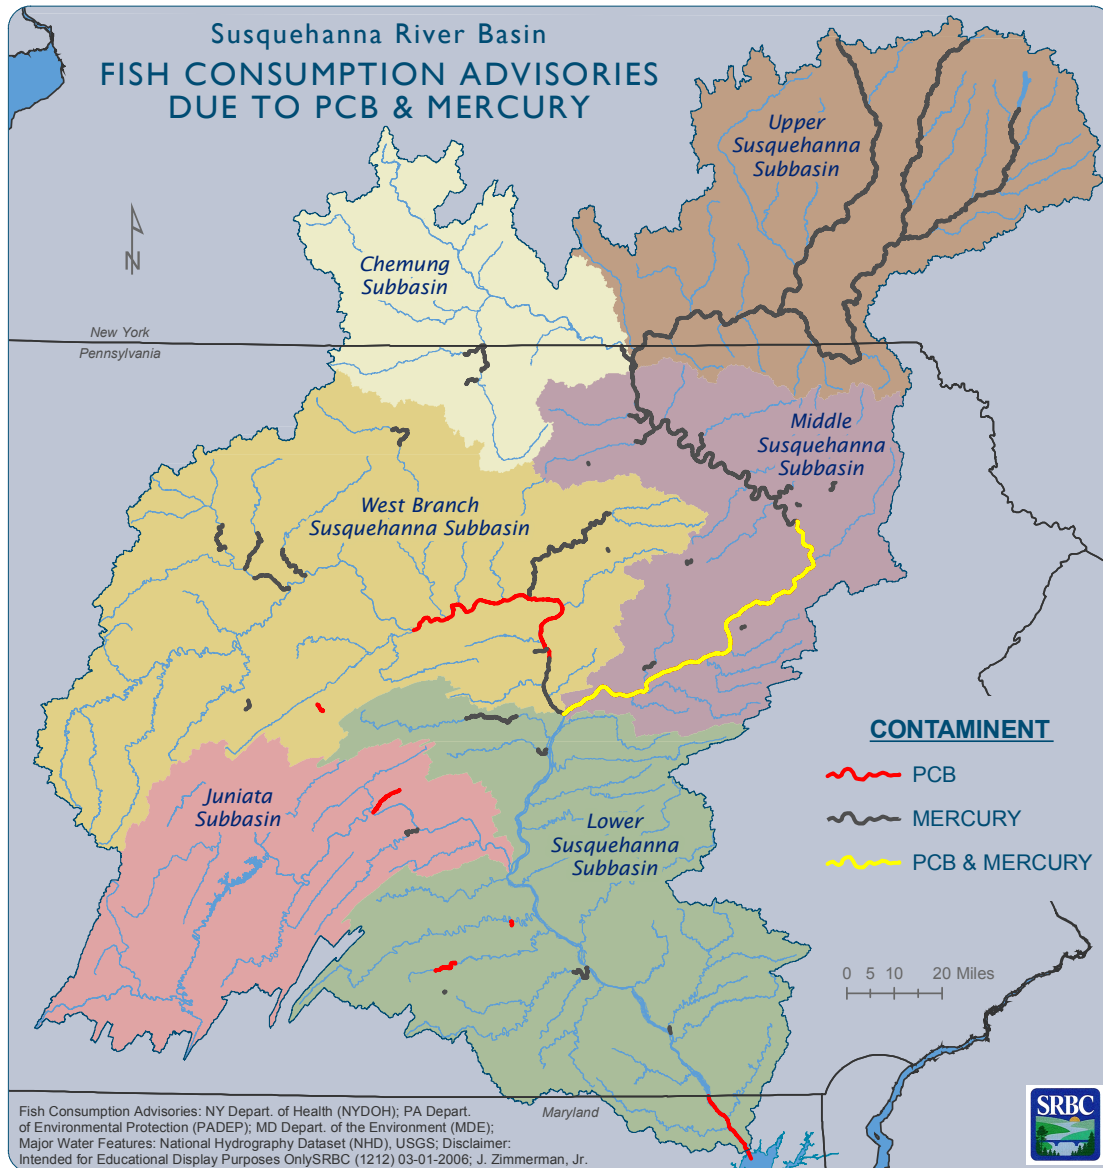 Susquehanna River Basin
FISH CONSUMPTION ADVISORIES
DUE TO PCB & MERCURY
Upper
Susquehanna
Subbasin
Chemung
Subbasin
N
New York
Pennsylvania
Middle
Susquehanna
Subbasin
West Branch
Susquehanna Subbasin
CONTAMINENT
PCB
MERCURY
PCB & MERCURY
Juniata
Subbasin
Lower
Susquehanna
Subbasin
0 5 10 20 Miles
Maryland
Fish Consumption Advisories: NY Depart. of Health (NYDOH); PA Depart.
of Environmental Protection (PADEP); MD Depart. of the Environment (MDE);
Major Water Features: National Hydrography Dataset (NHD), USGS; Disclaimer:
Intended for Educational Display Purposes OnlySRBC (1212) 03-01-2006; J. Zimmerman, Jr.
SRBC